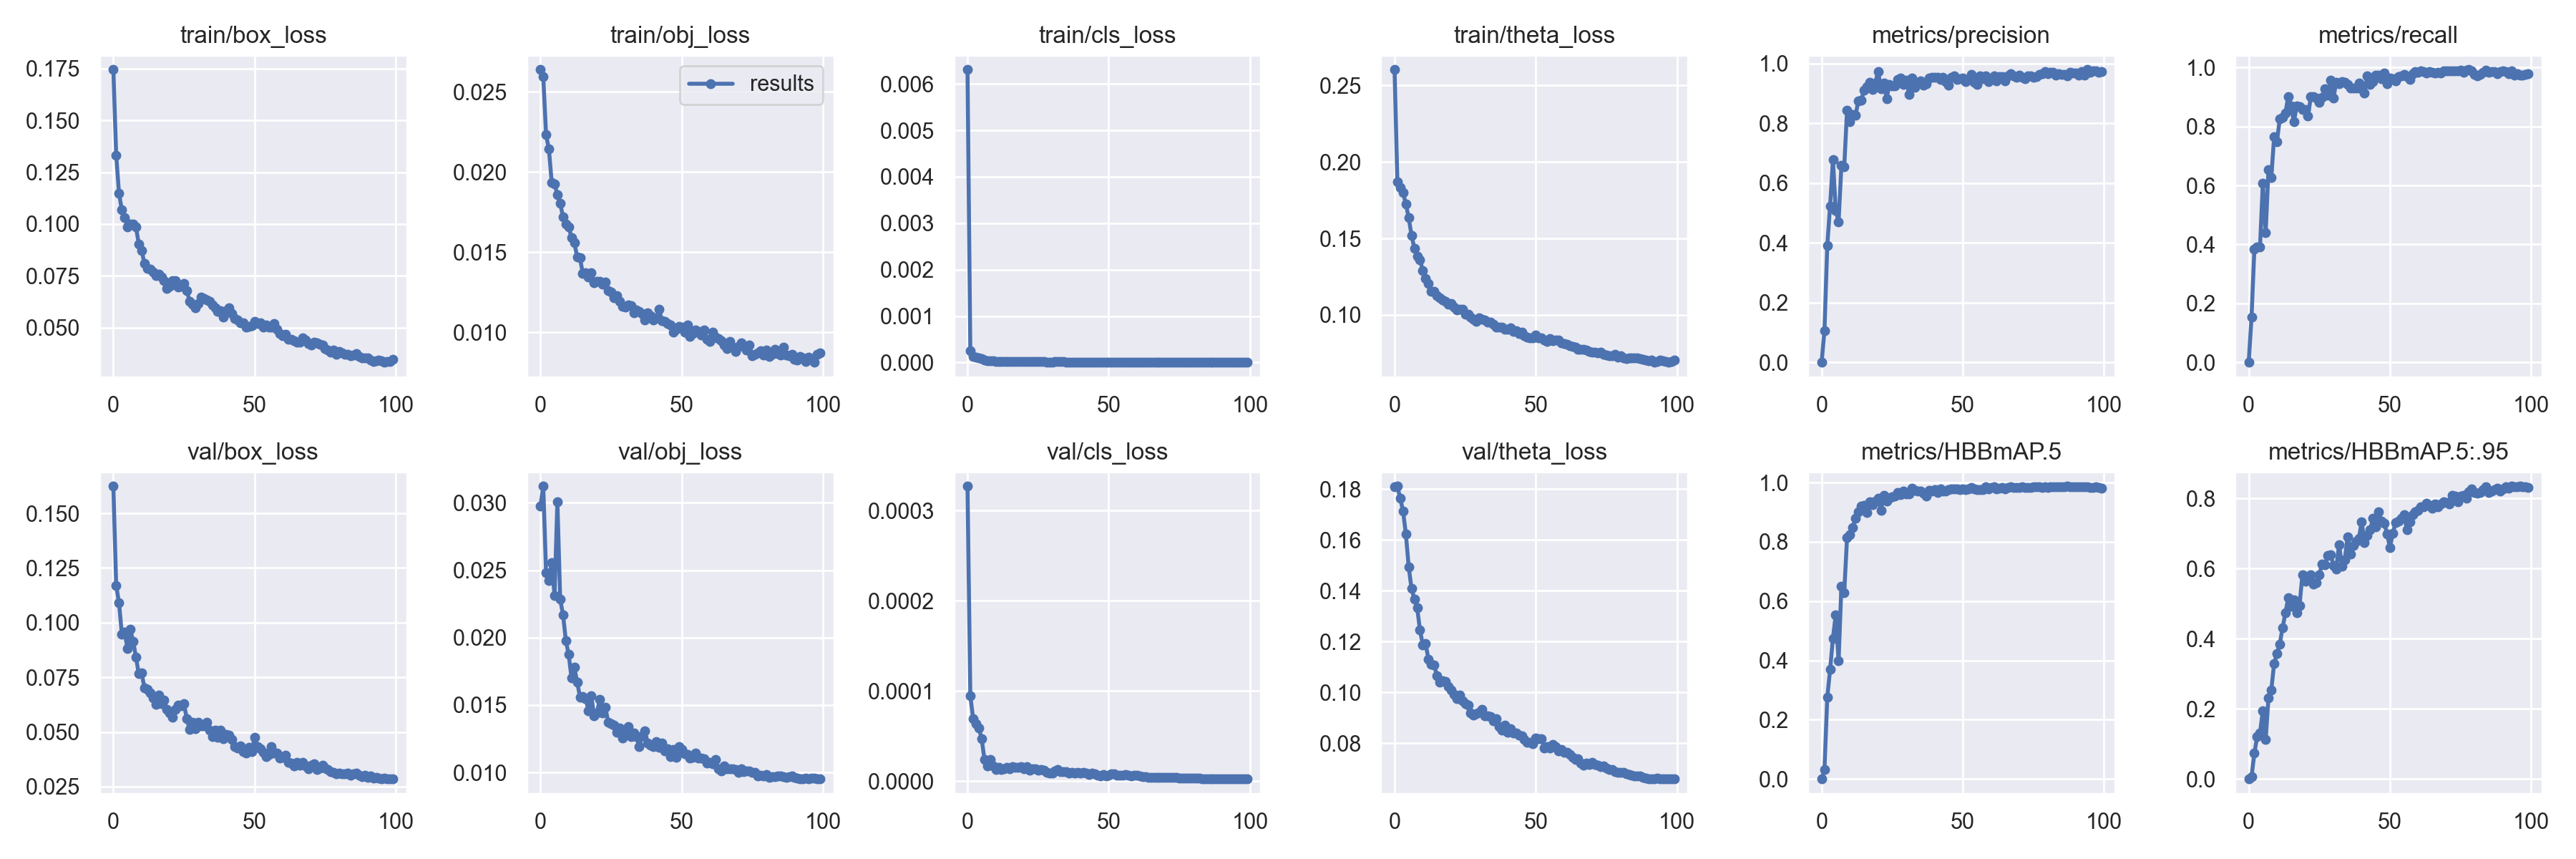 train/box_loss
0.175
0.150
0.125
0.100
0.075
0.050
0 50 100
train/obj_loss
results
0.025
0.020
0.015
0.010
0 50 100
train/cls_loss
0.006
0.005
0.004
0.003
0.002
0.001
0.000
0 50 100
train/theta_loss
0.25
0.20
0.15
0.10
0 50 100
metrics/precision
1.0
0.8
0.6
0.4
0.2
0.0
0 50 100
metrics/recall
1.0
0.8
0.6
0.4
0.2
0.0
0 50 100
val/box_loss
0.150
0.125
0.100
0.075
0.050
0.025
0 50 100
val/obj_loss
0.030
0.025
0.020
0.015
0.010
0 50 100
val/cls_loss
0.0003
0.0002
0.0001
0.0000
0 50 100
val/theta_loss
0.18
0.16
0.14
0.12
0.10
0.08
0 50 100
metrics/HBBmAP.5
1.0
0.8
0.6
0.4
0.2
0.0
0 50 100
metrics/HBBmAP.5:.95
0.8
0.6
0.4
0.2
0.0
0 50 100